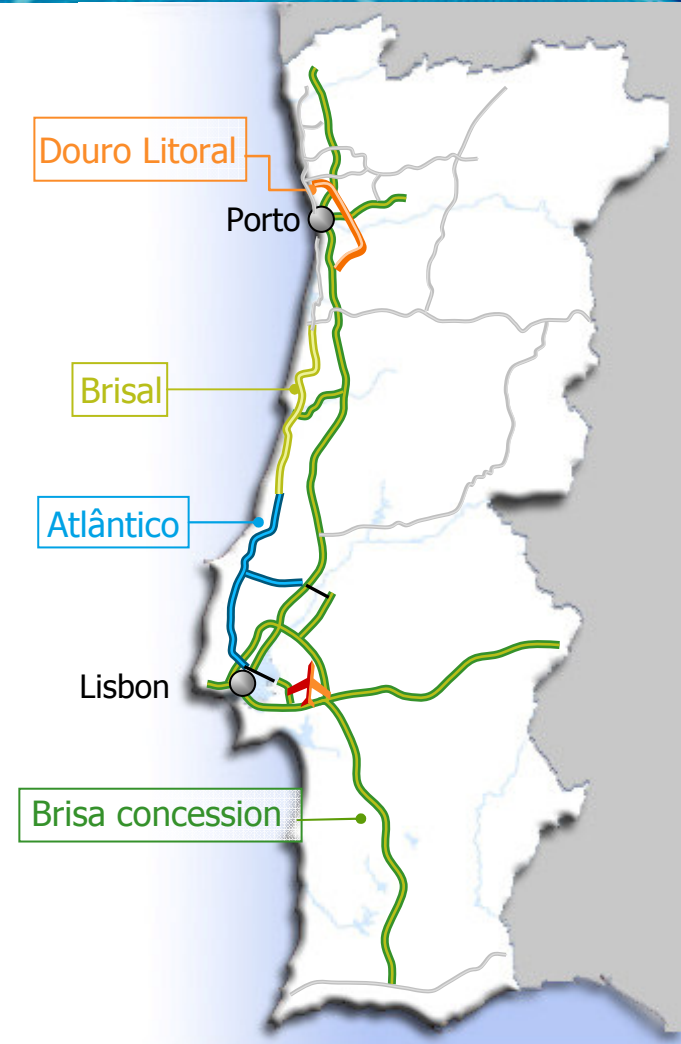 Douro Litoral
Porto
Brisal
Atlântico
Lisbon
Brisa concession